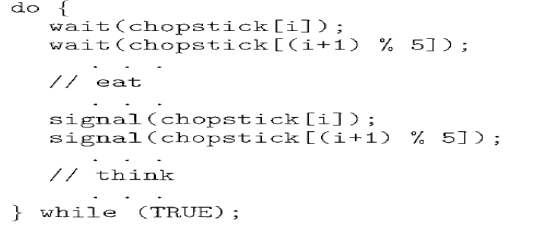 do {
wait(chopstick[i]);
wait(chopstick[(i+1) % 5]);
. . .
// eat
. . .
signal(chopstick[i]);
signal(chopstick[(i+1) % 5]);
. . .
// think
. . .
} while (TRUE);